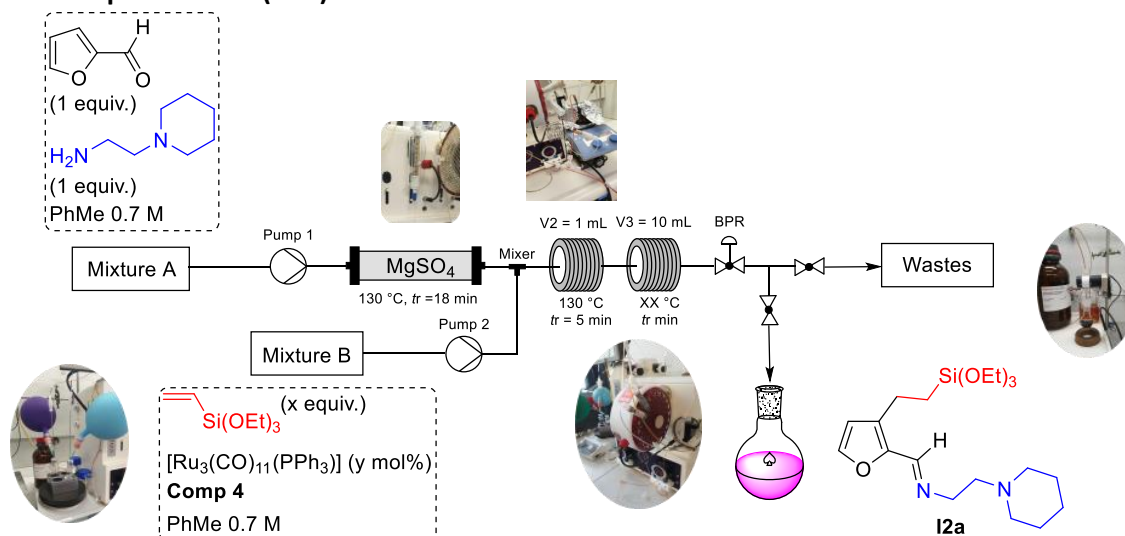 H
O
O
(1 equiv.)
H2N
N
(1 equiv.)
PhMe 0.7 M
Mixture A
Pump 1
MgSO4
130 °C, tr =18 min
Mixer
V2 = 1 mL
130 °C
tr = 5 min
V3 = 10 mL
XX °C
tr min
BPR
Wastes
Mixture B
Pump 2
Si(OEt)3
(x equiv.)
[Ru3(CO)11(PPh3)] (y mol%)
Comp 4
PhMe 0.7 M
Si(OEt)3
H
O
N
N
I2a